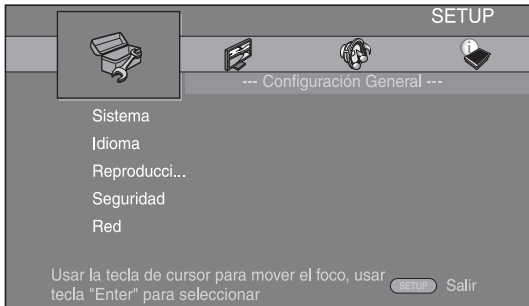 SETUP
--- Configuración General ---
Sistema
Idioma
Reproducci...
Seguridad
Red
Usar la tecla de cursor para mover el foco, usar
tecla "Enter" para seleccionar
SETUP Salir